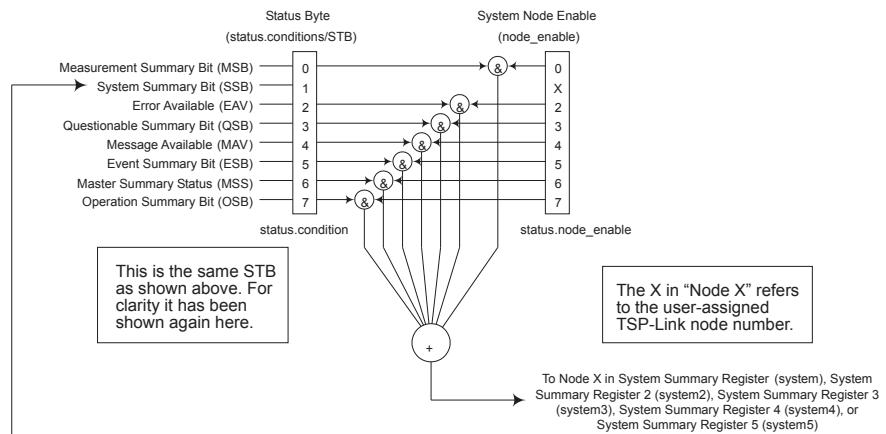 Status Byte
(status.conditions/STB)
System Node Enable
(node_enable)
Measurement Summary Bit (MSB)
System Summary Bit (SSB)
Error Available (EAV)
Questionable Summary Bit (QSB)
Message Available (MAV)
Event Summary Bit (ESB)
Master Summary Status (MSS)
Operation Summary Bit (OSB)
0
1
2
3
4
5
6
7
&
&
&
&
&
&
&
0
X
2
3
4
5
6
7
status.condition
status.node_enable
This is the same STB
as shown above. For
clarity it has been
shown again here.
The X in “Node X” refers
to the user-assigned
TSP-Link node number.
+
To Node X in System Summary Register (system), System
Summary Register 2 (system2), System Summary Register 3
(system3), System Summary Register 4 (system4), or
System Summary Register 5 (system5)